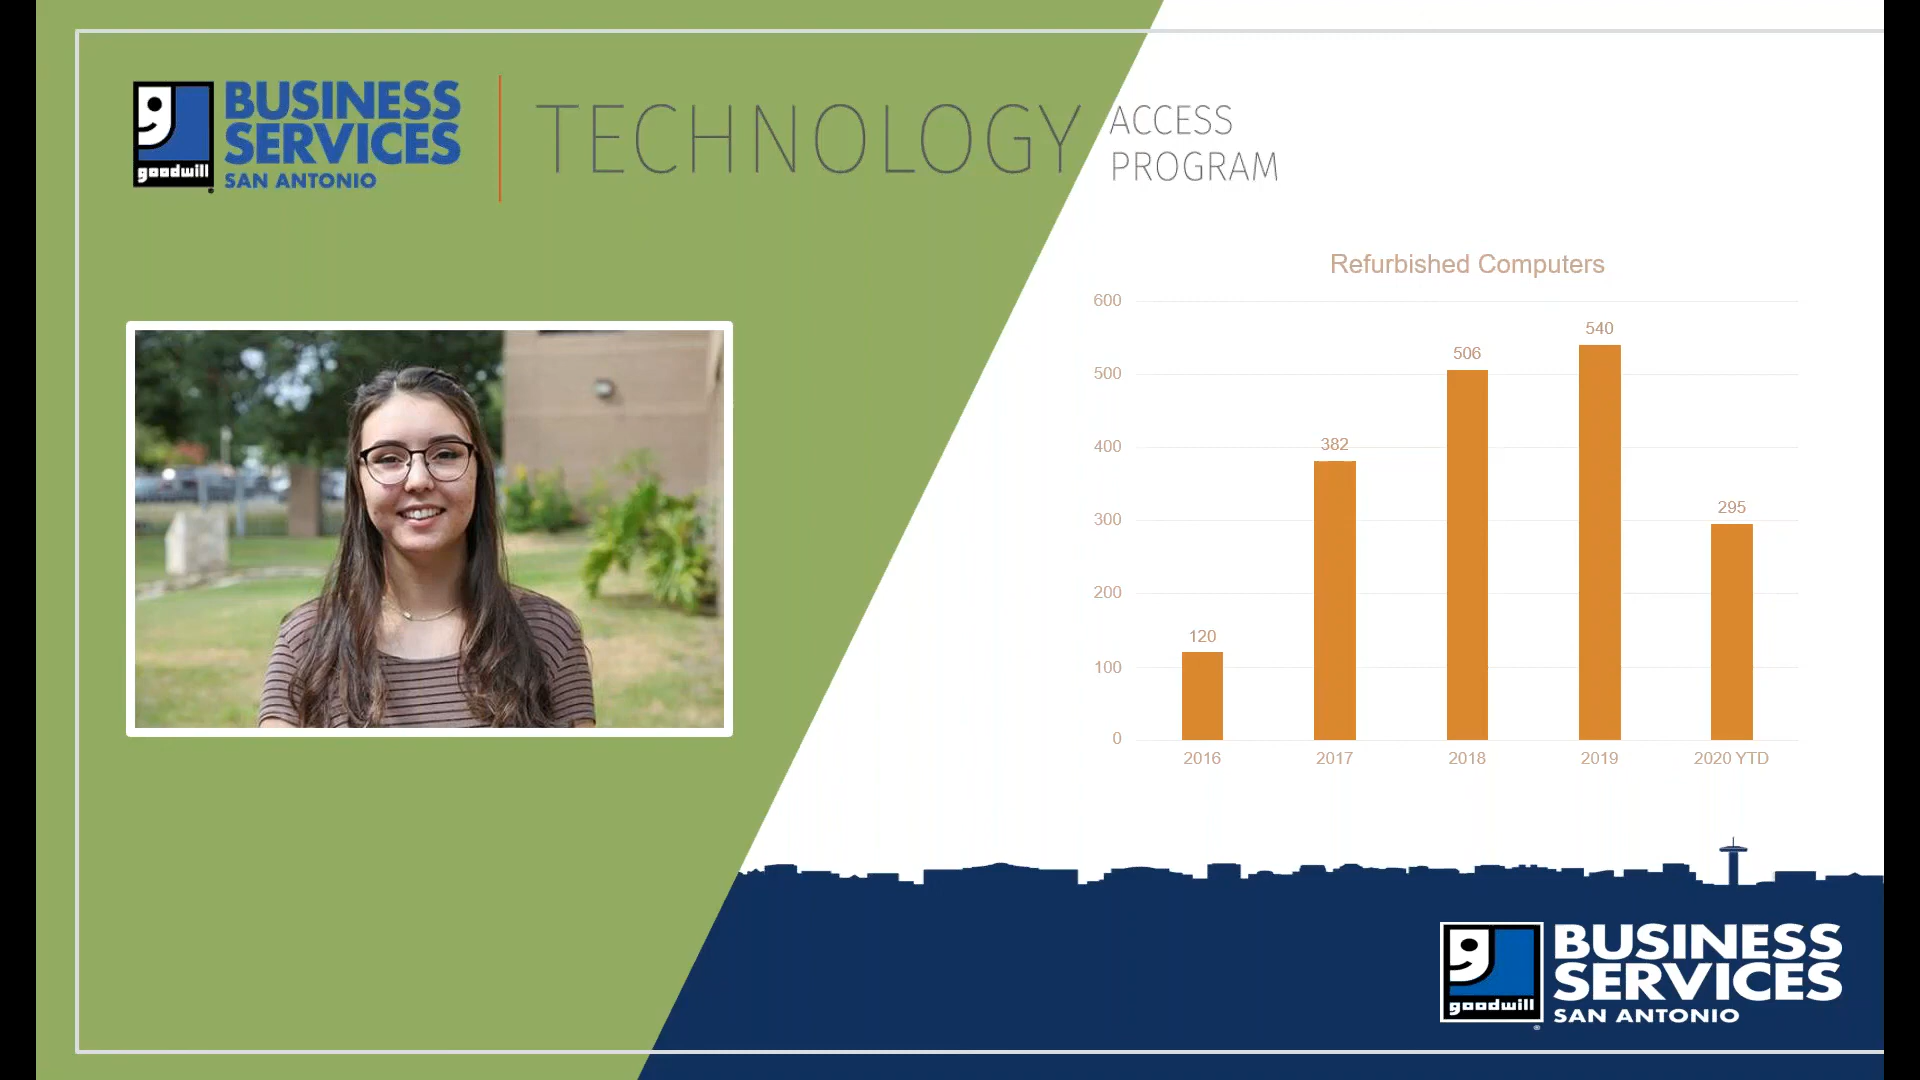 BUSINESS
SERVICES
SAN ANTONIO
goodwill
TECHNOLOGY
ACCESS
PROGRAM
Refurbished Computers
600
500
400
300
200
100
0
120
382
506
540
295
2016
2017
2018
2019
2020 YTD
BUSINESS
SERVICES
SAN ANTONIO
goodwill